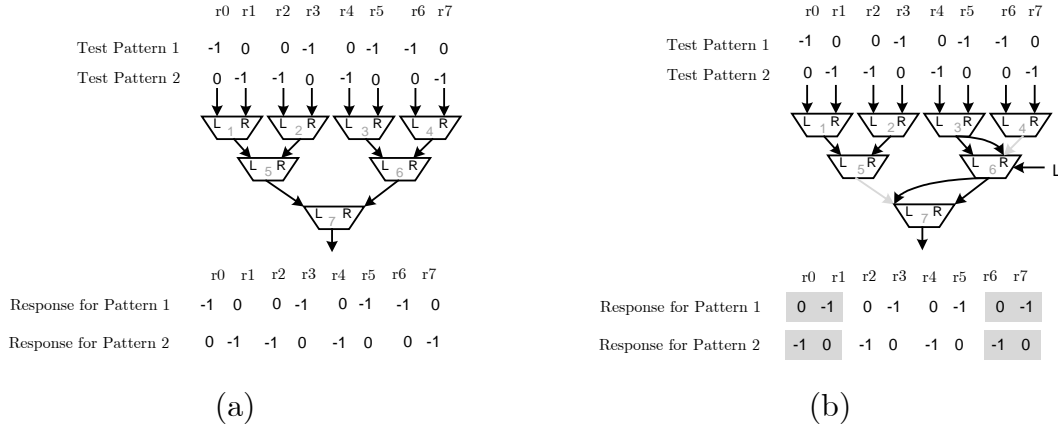 r0 r1 r2 r3 r4 r5 r6 r7
Test Pattern 1 -1 0 0 -1 0 -1 -1 0
Test Pattern 2 0 -1 -1 0 -1 0 0 -1
L R L R L R L R
1 2 3 4
L R L R
5 6
L R
7
r0 r1 r2 r3 r4 r5 r6 r7
Response for Pattern 1 -1 0 0 -1 0 -1 -1 0
Response for Pattern 2 0 -1 -1 0 -1 0 0 -1
(a)
r0 r1 r2 r3 r4 r5 r6 r7
Test Pattern 1 -1 0 0 -1 0 -1 -1 0
Test Pattern 2 0 -1 -1 0 -1 0 0 -1
L R L R L R L R
1 2 3 4
L R L R L
5 6
L R
7
r0 r1 r2 r3 r4 r5 r6 r7
Response for Pattern 1 0 -1 0 -1 0 -1 0 -1
Response for Pattern 2 -1 0 -1 0 -1 0 -1 0
(b)